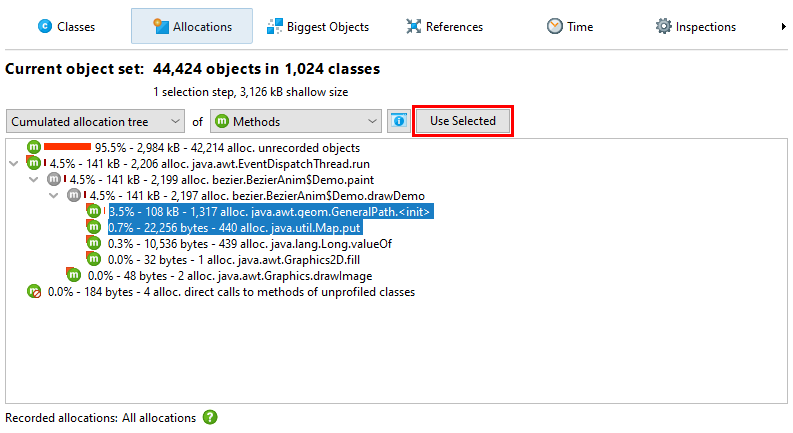 Classes Allocations Biggest Objects References Time Inspections
Current object set: 44,424 objects in 1,024 classes
1 selection step, 3,126 kB shallow size
Cumulated allocation tree of Methods Use Selected
95.5% - 2,984 kB - 42,214 alloc. unrecorded objects
4.5% - 141 kB - 2,206 alloc. java.awt.EventDispatchThread.run
4.5% - 141 kB - 2,199 alloc. bezier.BezierAnim$Demo.paint
4.5% - 141 kB - 2,197 alloc. bezier.BezierAnim$Demo.drawDemo
3.5% - 108 kB - 1,317 alloc. java.awt.geom.GeneralPath.<init>
0.7% - 22,256 bytes - 440 alloc. java.util.Map.put
0.3% - 10,536 bytes - 439 alloc. java.lang.Long.valueOf
0.0% - 32 bytes - 1 alloc. java.awt.Graphics2D.fill
0.0% - 48 bytes - 2 alloc. java.awt.Graphics.drawImage
0.0% - 184 bytes - 4 alloc. direct calls to methods of unprofiled classes
Recorded allocations: All allocations